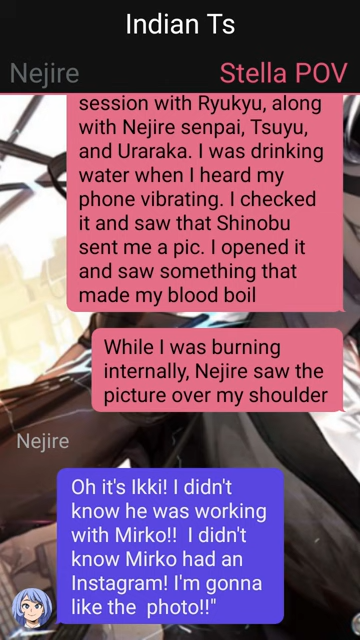 Indian Ts
Nejire
Stella POV
session with Ryukyu, along
with Nejire senpai, Tsuyu,
and Uraraka. I was drinking
water when I heard my
phone vibrating. I checked
it and saw that Shinobu
sent me a pic. I opened it
and saw something that
made my blood boil
While I was burning
internally, Nejire saw the
picture over my shoulder
Nejire
Oh it's Ikki! I didn't
know he was working
with Mirko!!  I didn't
know Mirko had an
Instagram! I'm gonna
like the  photo!!"